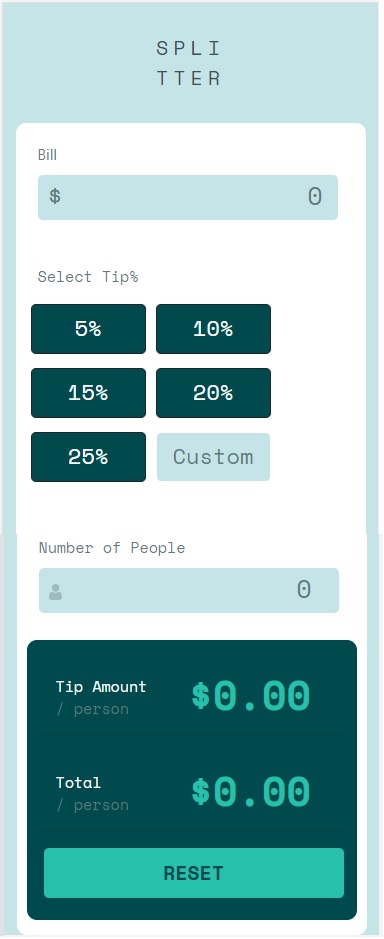 SPLI
TTER
Bill
$ 0
Select Tip%
5% 10%
15% 20%
25% Custom
Number of People
0
Tip Amount
/ person
$0.00
Total
/ person
$0.00
RESET